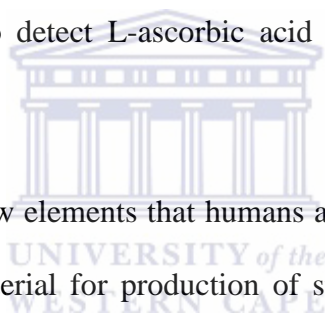 detect L-ascorbic acid
elements that humans a
UNIVERSITY of the
erial for production of s
WESTERN CAPE